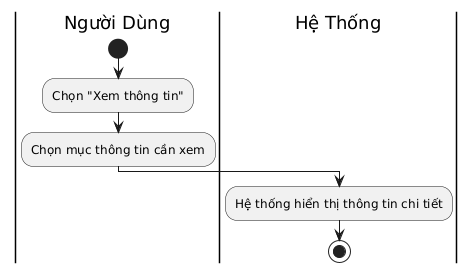 Người Dùng
Hệ Thống
Chọn "Xem thông tin"
Chọn mục thông tin cần xem
Hệ thống hiển thị thông tin chi tiết